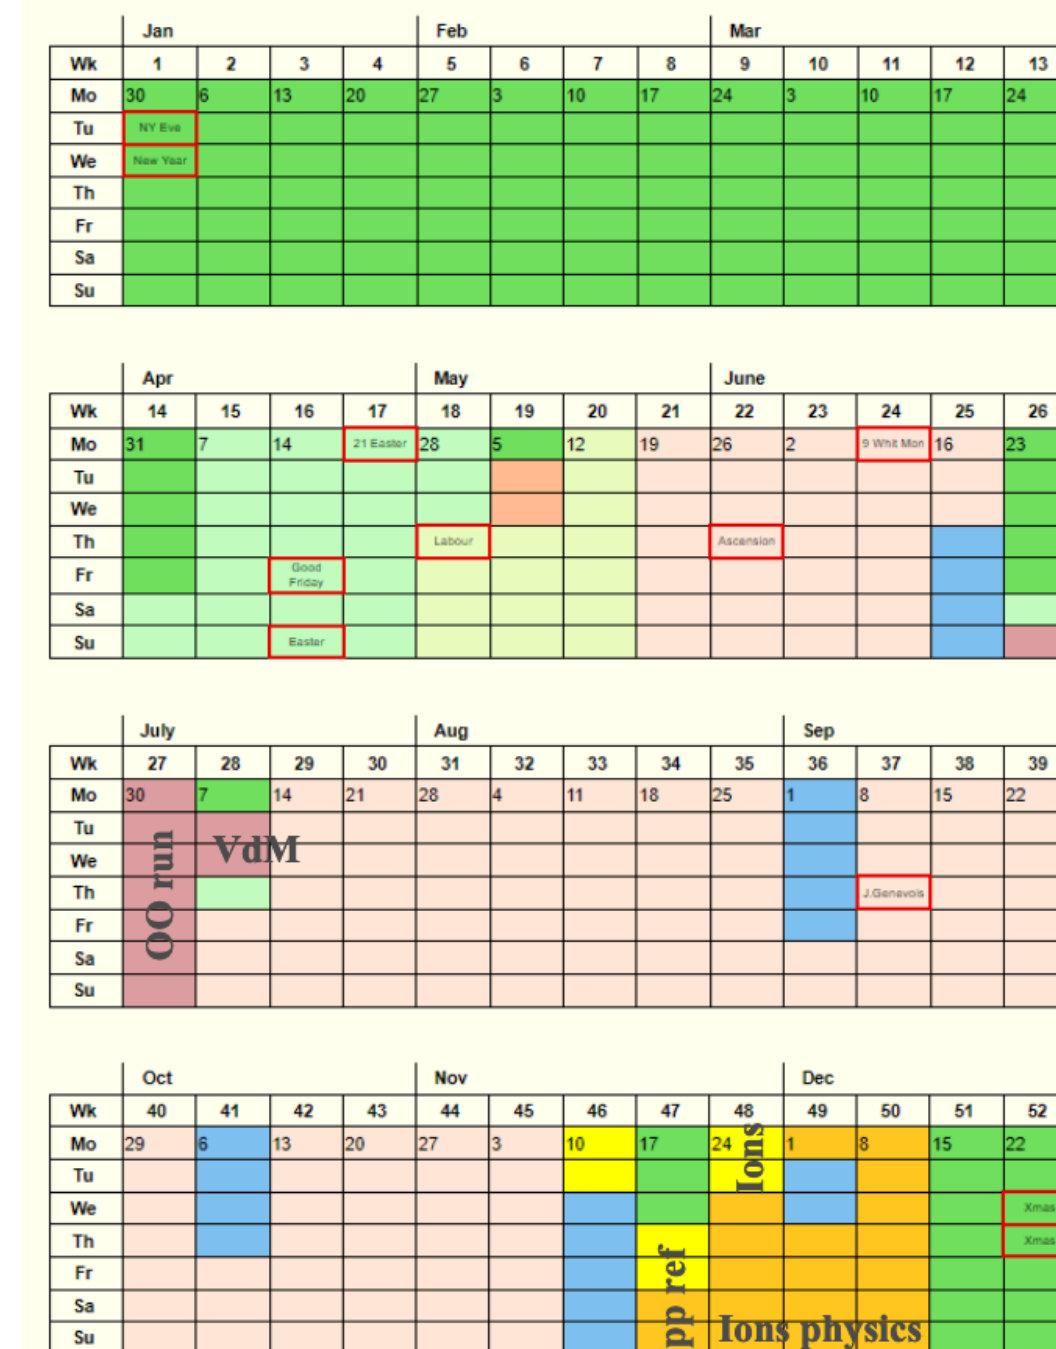 Jan Feb Mar
Wk 1 2 3 4 5 6 7 8 9 10 11 12 13
Mo 30 6 13 20 27 3 10 17 24 3 10 17 24
Tu NY Eve
We New Year
Th
Fr
Sa
Su
Apr May June
Wk 14 15 16 17 18 19 20 21 22 23 24 25 26
Mo 31 7 14 21 Easter 28 5 12 19 26 2 9 Whit Mon 16 23
Tu
We
Th Labour Ascension
Fr Good Friday
Sa
Su Easter
July Aug Sep
Wk 27 28 29 30 31 32 33 34 35 36 37 38 39
Mo 30 7 14 21 28 4 11 18 25 1 8 15 22
Tu
We VdM
Th OO run J.Genevois
Fr
Sa
Su
Oct Nov Dec
Wk 40 41 42 43 44 45 46 47 48 49 50 51 52
Mo 29 6 13 20 27 3 10 17 24 1 8 15 22
Tu Ions
We Xmas
Th Xmas
Fr
Sa pp ref
Su Ions physics